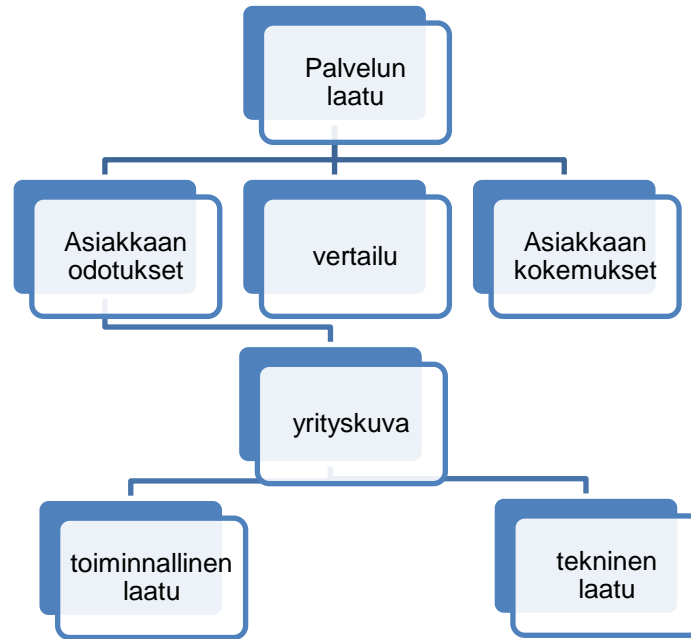 Palvelun
laatu
Asiakkaan
odotukset
vertailu
Asiakkaan
kokemukset
yrityskuva
toiminnallinen
laatu
tekninen
laatu